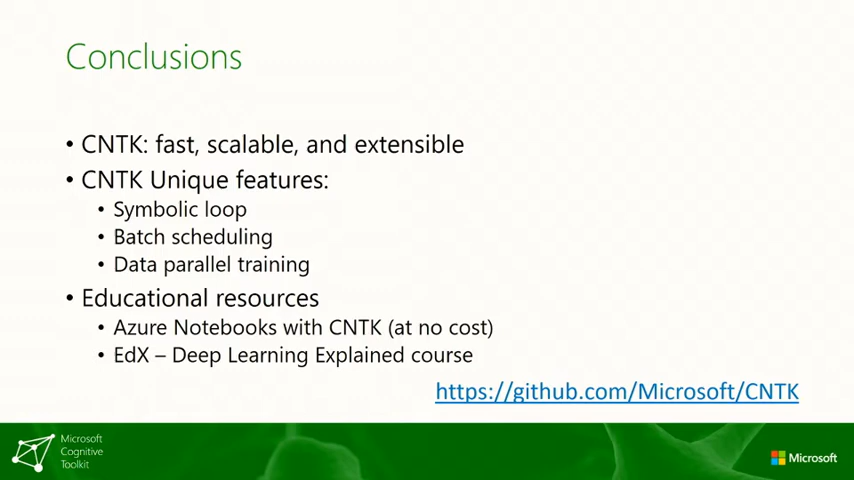 Conclusions
• CNTK: fast, scalable, and extensible
• CNTK Unique features:
• Symbolic loop
• Batch scheduling
• Data parallel training
• Educational resources
• Azure Notebooks with CNTK (at no cost)
• EdX – Deep Learning Explained course
https://github.com/Microsoft/CNTK
Microsoft
Cognitive
Toolkit
Microsoft